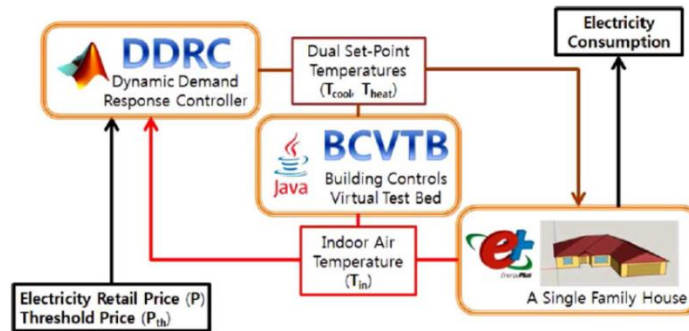 DDRC
Dynamic Demand
Response Controller
Dual Set-Point
Temperatures
(Tcool, Theat)
Electricity
Consumption
Java
BCVTB
Building Controls
Virtual Test Bed
Indoor Air
Temperature
(Tin)
e+
EnergyPlus
A Single Family House
Electricity Retail Price (P)
Threshold Price (Pth)